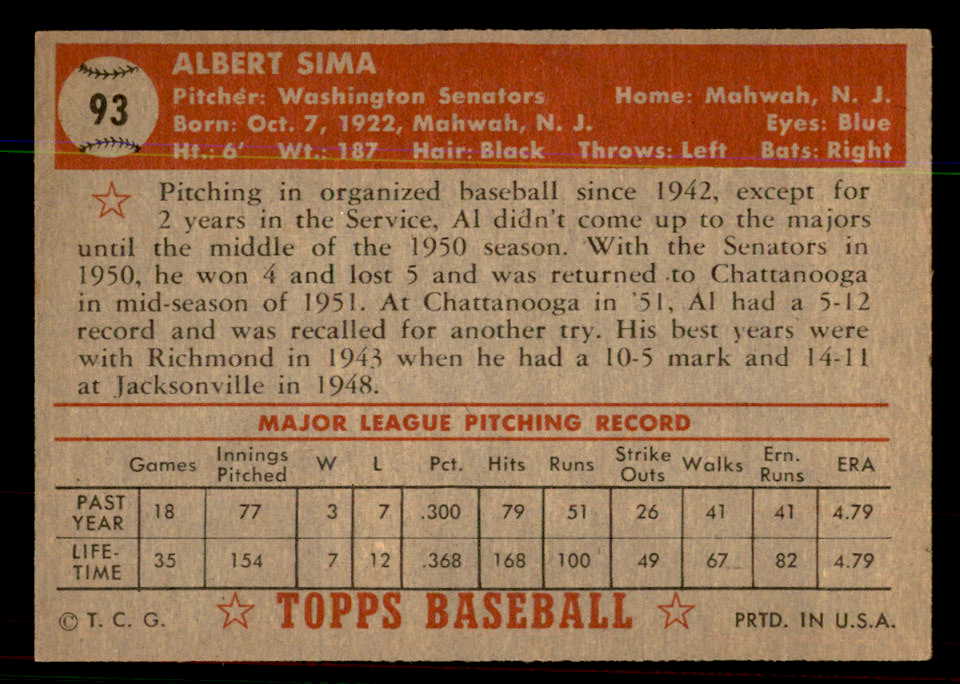 93
ALBERT SIMA
Pitcher: Washington Senators Home: Mahwah, N. J.
Born: Oct. 7, 1922, Mahwah, N. J. Eyes: Blue
Ht.: 6' Wt.: 187 Hair: Black Throws: Left Bats: Right
Pitching in organized baseball since 1942, except for
2 years in the Service, Al didn't come up to the majors
until the middle of the 1950 season. With the Senators in
1950, he won 4 and lost 5 and was returned to Chattanooga
in mid-season of 1951. At Chattanooga in '51, Al had a 5-12
record and was recalled for another try. His best years were
with Richmond in 1943 when he had a 10-5 mark and 14-11
at Jacksonville in 1948.
MAJOR LEAGUE PITCHING RECORD
Games Innings Pitched W L Pct. Hits Runs Strike Outs Walks Ern. Runs ERA
PAST YEAR 18 77 3 7 .300 79 51 26 41 41 4.79
LIFE-TIME 35 154 7 12 .368 168 100 49 67 82 4.79
© T. C. G. TOPPS BASEBALL PRTD. IN U.S.A.